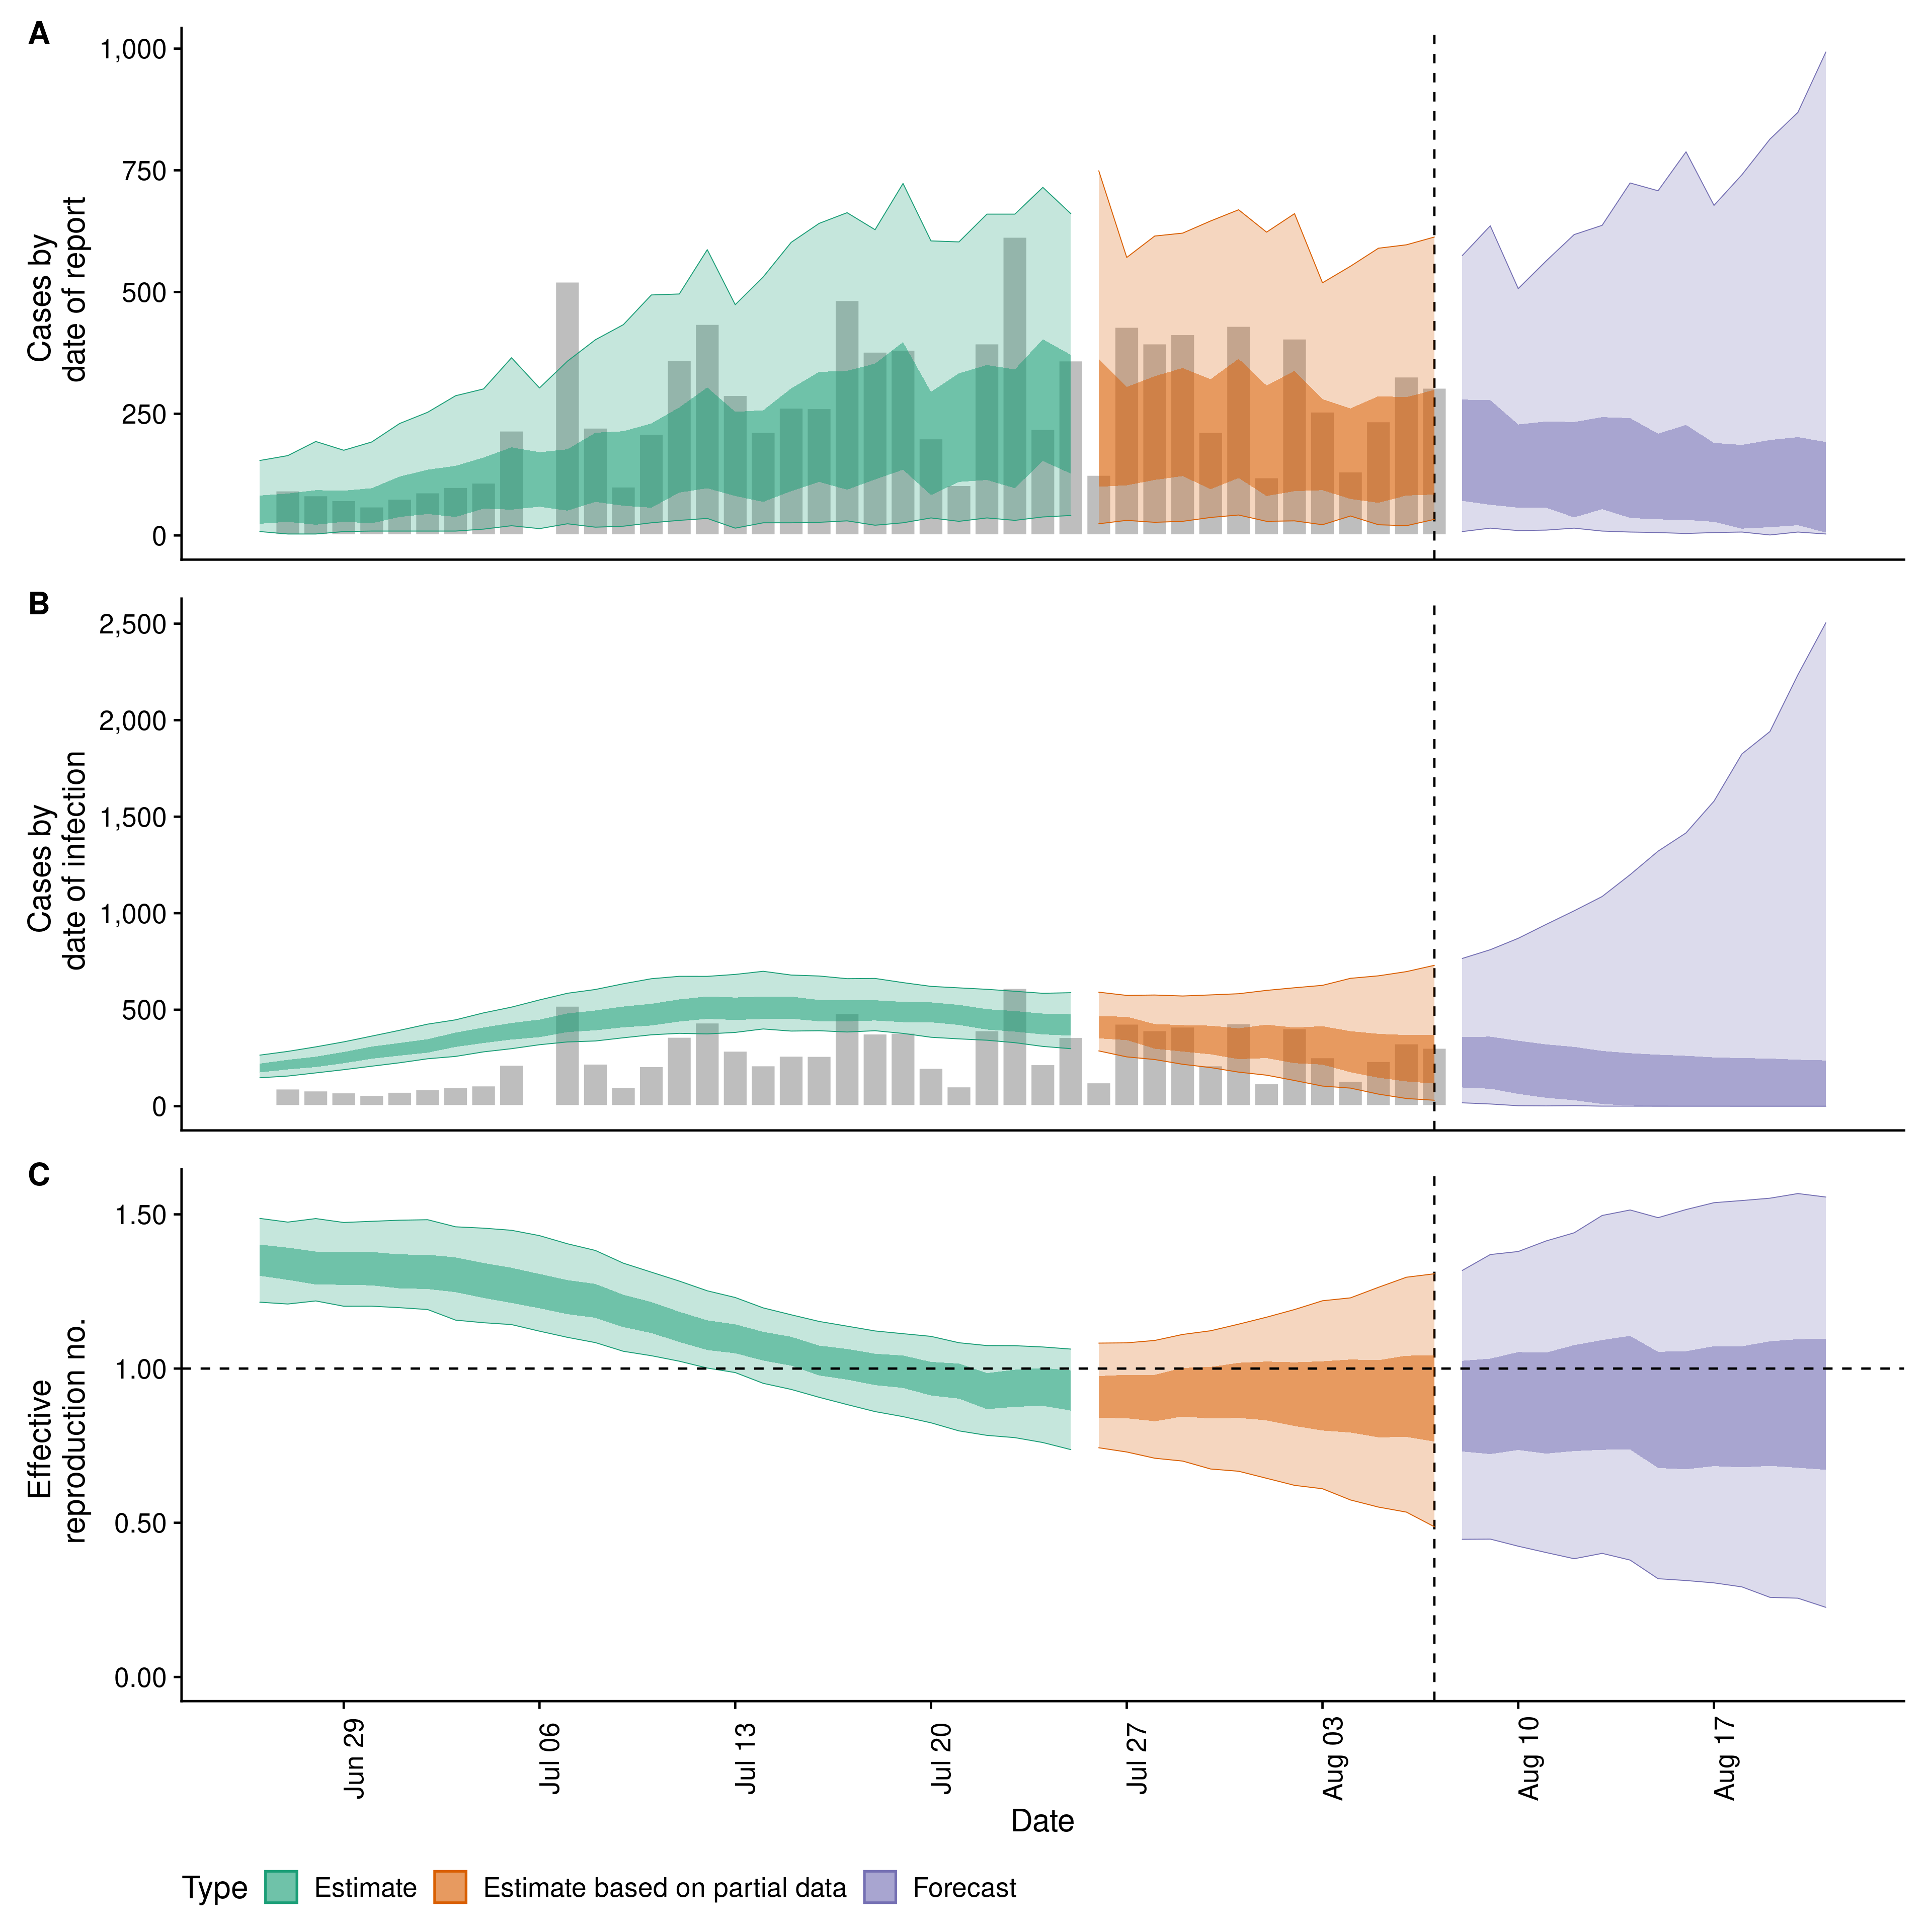 A
1,000
750
500
250
0
Cases by
date of report
B
2,500
2,000
1,500
1,000
500
0
Cases by
date of infection
C
1.50
1.00
0.50
0.00
Effective
reproduction no.
Jun 29
Jul 06
Jul 13
Jul 20
Jul 27
Aug 03
Aug 10
Aug 17
Date
Type Estimate Estimate based on partial data Forecast